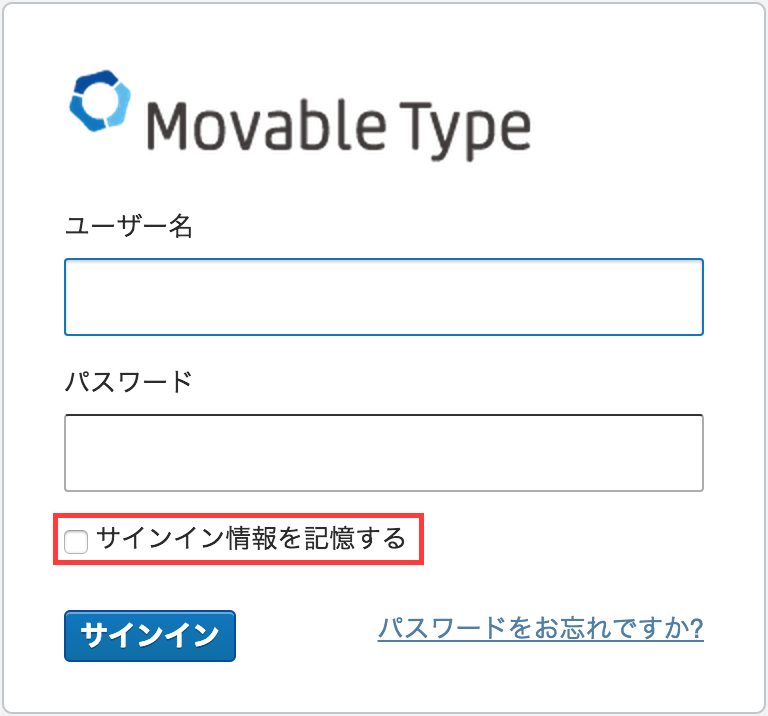 Movable Type
ユーザー名
パスワード
サインイン情報を記憶する
サインイン
パスワードをお忘れですか?